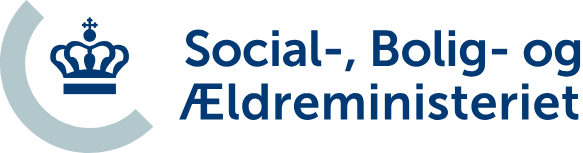 Social-, Bolig- og
Ældreministeriet